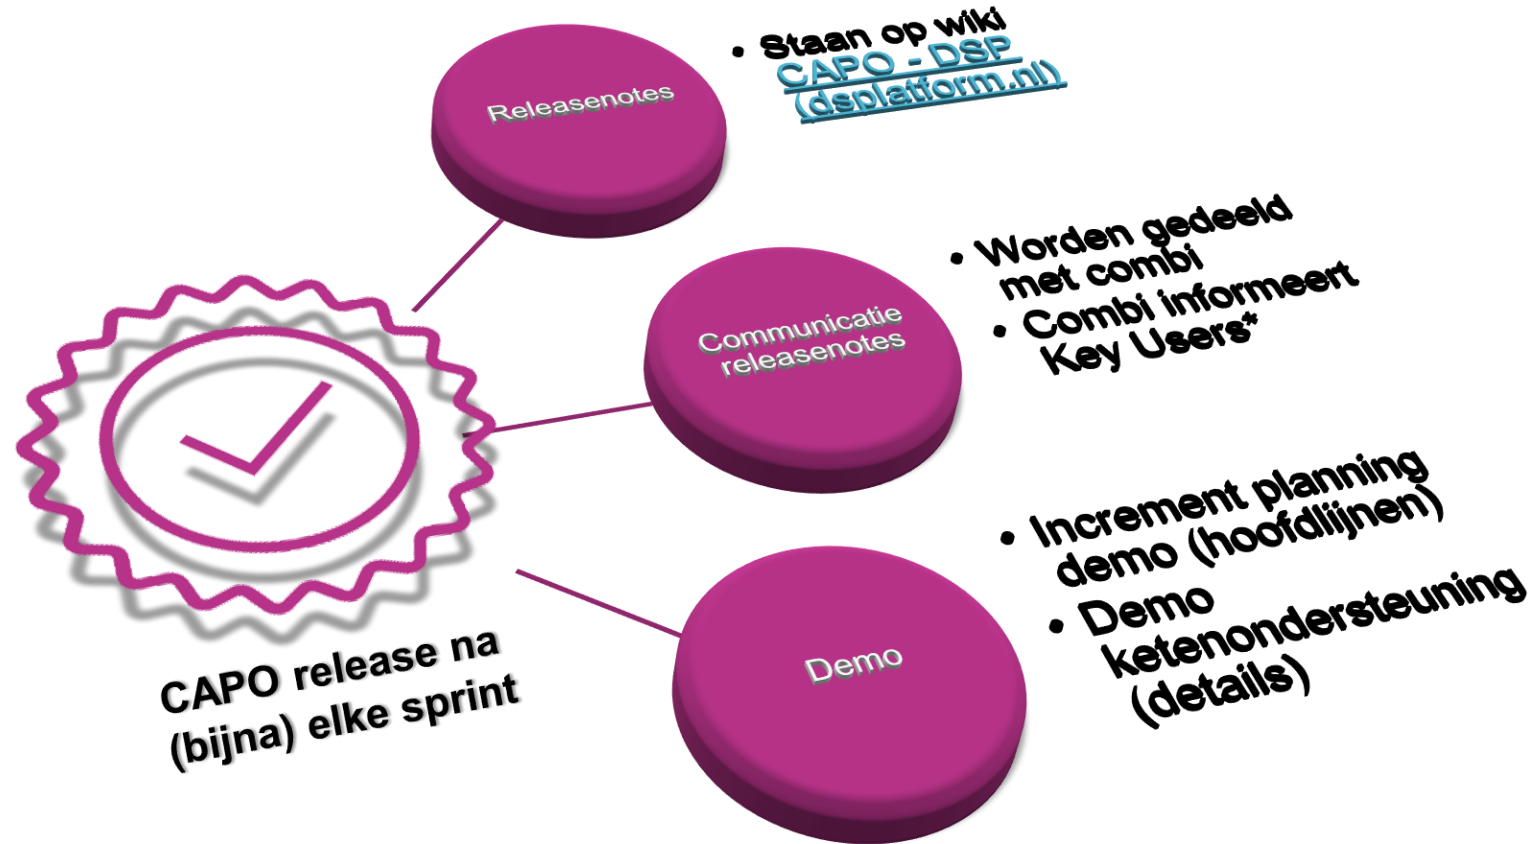 Releasenotes
• Staan op wiki
CAPO - DSP
(dsplatform.nl)
Communicatie
releasenotes
• Worden gedeeld
met combi
• Combi informeert
Key Users*
Demo
• Increment planning
demo (hoofdlijnen)
• Demo
ketenondersteuning
(details)
CAPO release na
(bijna) elke sprint